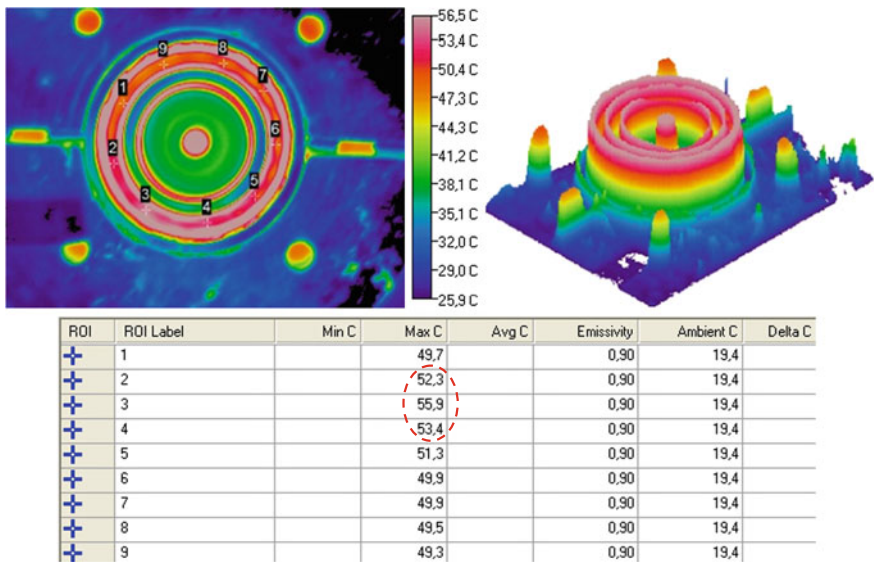 9
8
7
1
6
2
5
3
4
56,5 C
53,4 C
50,4 C
47,3 C
44,3 C
41,2 C
38,1 C
35,1 C
32,0 C
29,0 C
25,9 C
ROI ROI Label Min C Max C Avg C Emissivity Ambient C Delta C
1 49,7 0,90 19,4
2 52,3 0,90 19,4
3 55,9 0,90 19,4
4 53,4 0,90 19,4
5 51,3 0,90 19,4
6 49,9 0,90 19,4
7 49,9 0,90 19,4
8 49,5 0,90 19,4
9 49,3 0,90 19,4